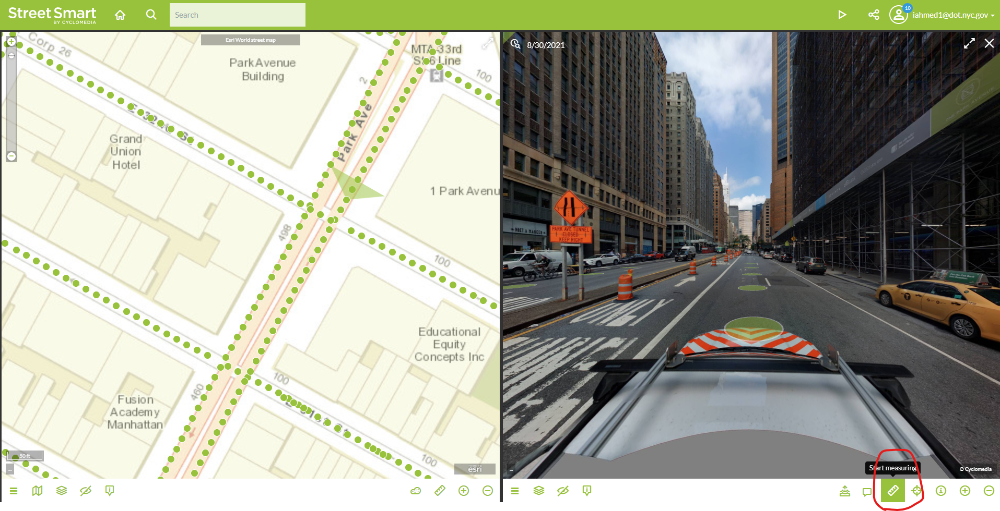 Street Smart
BY CYCLOMEDIA
Search
10
iahmed1@dot.nyc.gov
Esri World street map
Corp 26
Park Avenue
Building
MTA 33rd
St 6 Line
100
2
Park Ave
Grand
Union
Hotel
1 Park Avenu
498
100
Educational
Equity
Concepts Inc
100
460
Fusion
Academy
Manhattan
100
50 ft
...
esri
8/30/2021
PRET A MANGER
PARK AVE TUNNEL
CLOSED
KEEP RIGHT
ONLY
T
Start measuring
...
© Cyclomedia